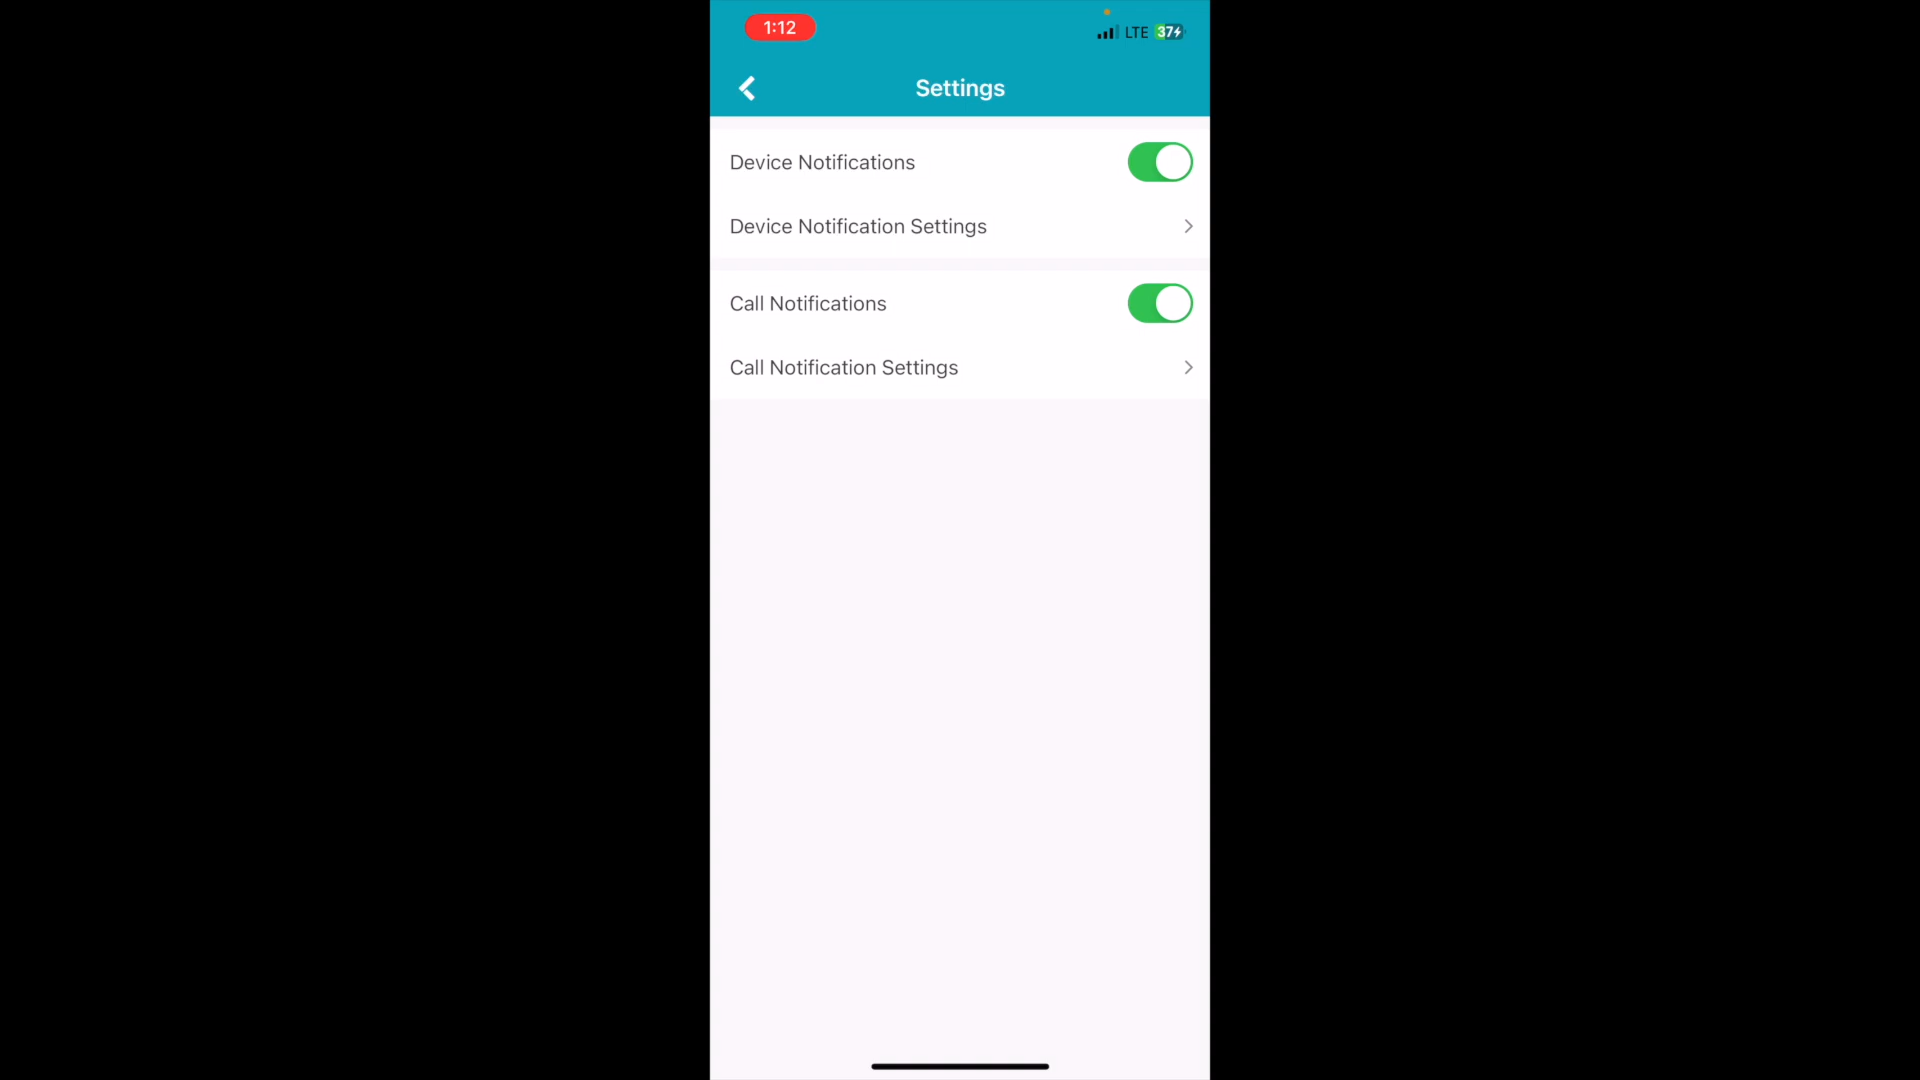 1:12
LTE 37
Settings
Device Notifications
Device Notification Settings
Call Notifications
Call Notification Settings